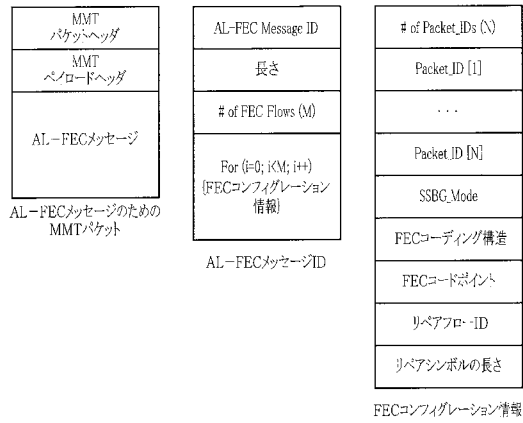 MMT
パケットヘッダ
MMT
ペイロードヘッダ
AL-FECメッセージ
AL-FECメッセージのための
MMTパケット
AL-FEC Message ID
長さ
# of FEC Flows (M)
For (i=0; i<M; i++)
{FECコンフィグレーション
情報}
AL-FECメッセージID
# of Packet_IDs (N)
Packet_ID [1]
. . .
Packet_ID [N]
SSBG_Mode
FECコーディング構造
FECコードポイント
リペアフローID
リペアシンボルの長さ
FECコンフィグレーション情報